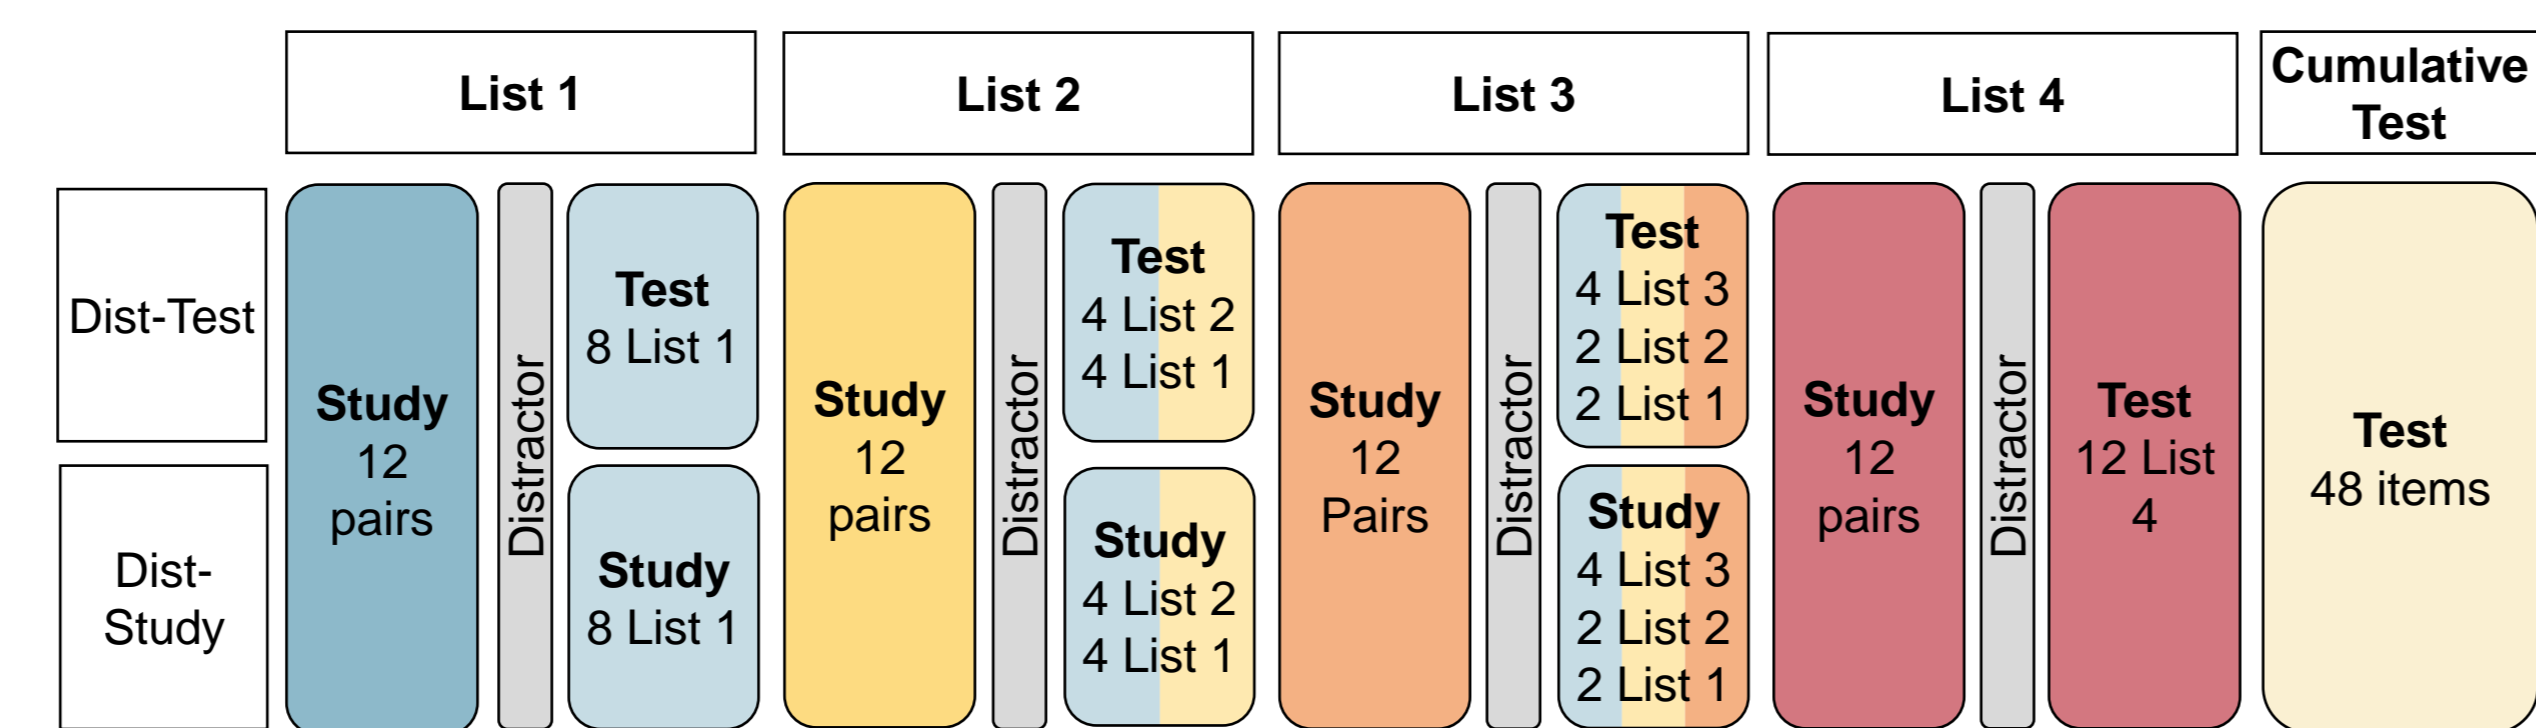 List 1
List 2
List 3
List 4
Cumulative
Test
Dist-Test
Dist-
Study
Study
12
pairs
Distractor
Test
8 List 1
Study
8 List 1
Study
12
pairs
Distractor
Test
4 List 2
4 List 1
Study
4 List 2
4 List 1
Study
12
Pairs
Distractor
Test
4 List 3
2 List 2
2 List 1
Study
4 List 3
2 List 2
2 List 1
Study
12
pairs
Distractor
Test
12 List
4
Test
48 items